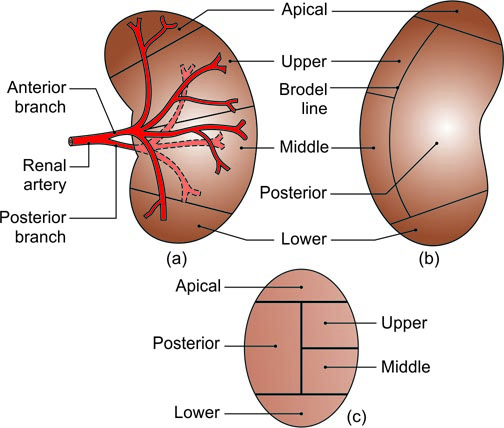 Apical
Upper
Brodel
line
Anterior
branch
Middle
Renal
artery
Posterior
Posterior
branch
Lower
(a)
(b)
Apical
Upper
Posterior
Middle
Lower
(c)